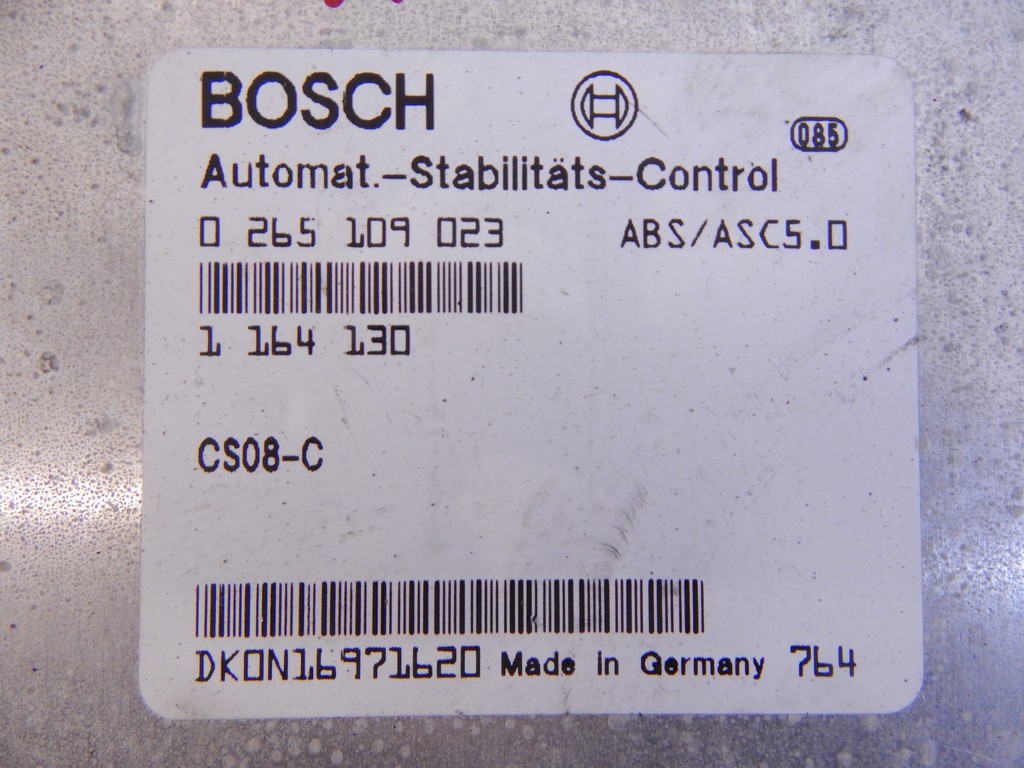 BOSCH
085
Automat.-Stabilitäts-Control
0 265 109 023 ABS/ASC5.0
1 164 130
CS08-C
DK0N16971620 Made in Germany 764